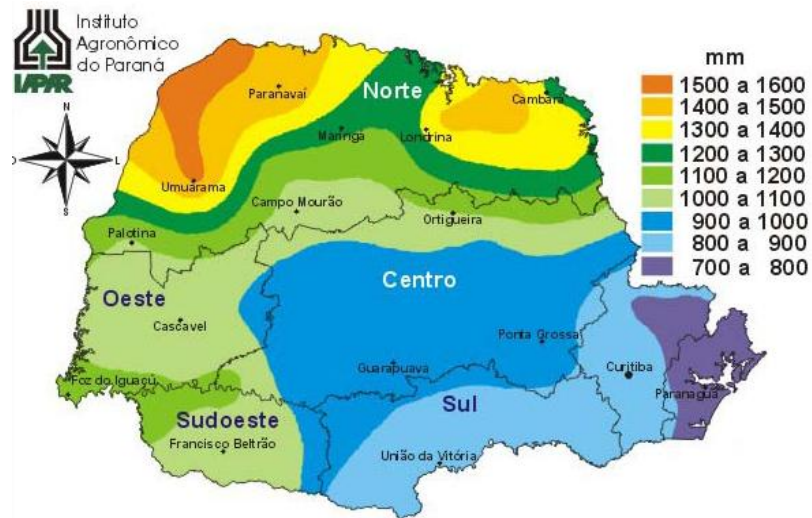 Instituto
Agronômico
do Paraná
IAPAR
N
L
S
mm
1500 a 1600
1400 a 1500
1300 a 1400
1200 a 1300
1100 a 1200
1000 a 1100
900 a 1000
800 a 900
700 a 800
Norte
Paranavaí
Cambará
Maringá
Londrina
Umuarama
Campo Mourão
Ortigueira
Palotina
Centro
Oeste
Cascavel
Ponta Grossa
Guarapuava
Curitiba
Foz do Iguaçú
Paranaguá
Sudoeste
Sul
Francisco Beltrão
União da Vitória